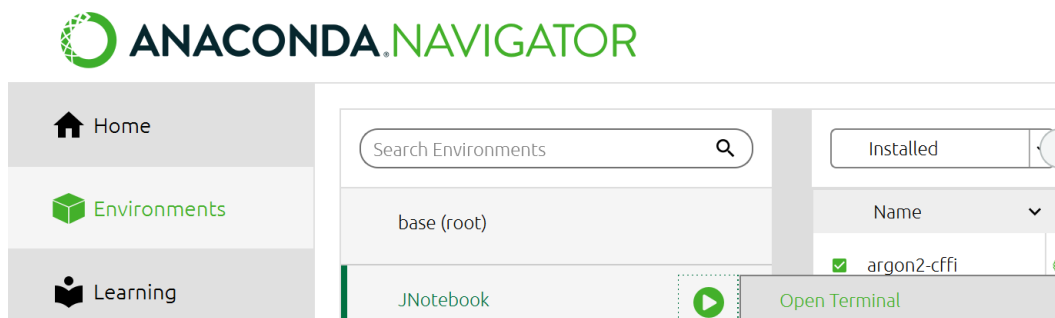 ANACONDA.NAVIGATOR
Home
Environments
Learning
Search Environments
base (root)
JNotebook
Installed
Name
argon2-cffi
Open Terminal